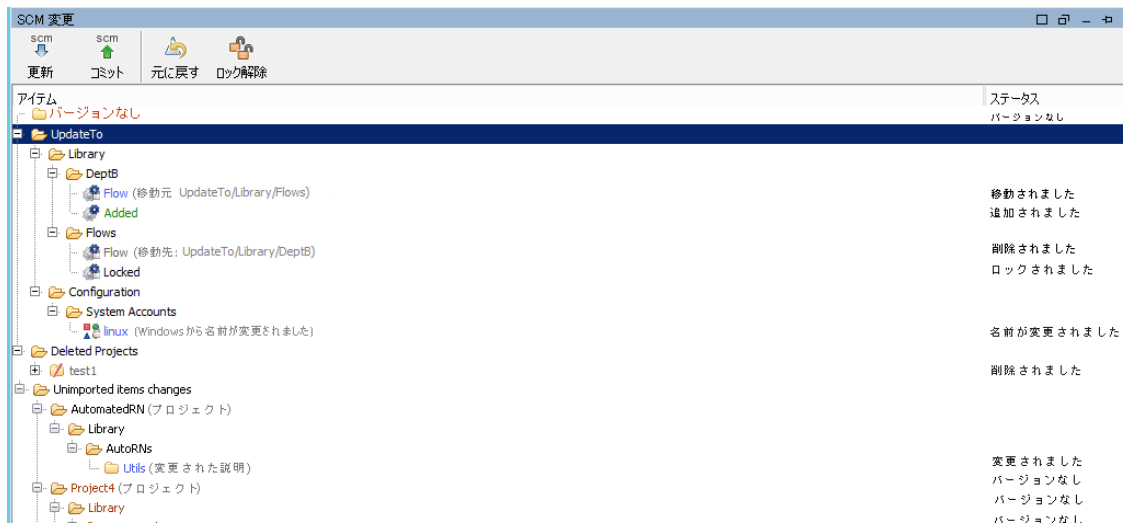 SCM 変更
scm scm
更新 コミット 元に戻す ロック解除
アイテム ステータス
バージョンなし バージョンなし
UpdateTo
Library
DeptB
Flow (移動元 UpdateTo/Library/Flows) 移動されました
Added 追加されました
Flows
Flow (移動先: UpdateTo/Library/DeptB) 削除されました
Locked ロックされました
Configuration
System Accounts
linux (Windowsから名前が変更されました) 名前が変更されました
Deleted Projects
test1 削除されました
Unimported items changes
AutomatedRN (プロジェクト)
Library
AutoRNs
Utils (変更された説明) 変更されました
Project4 (プロジェクト) バージョンなし
Library バージョンなし
バージョンなし